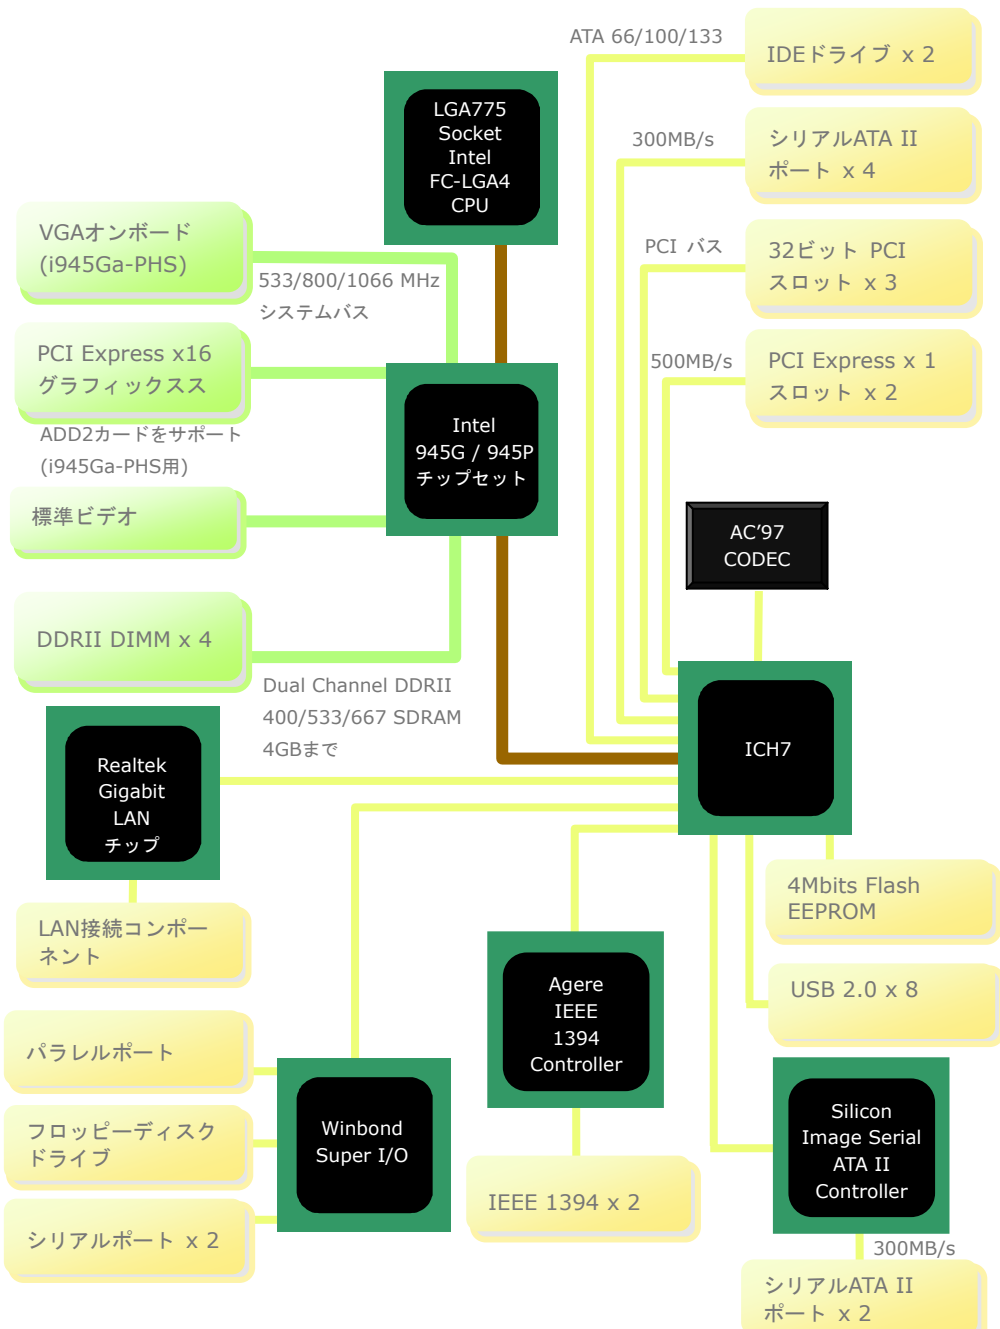 ATA 66/100/133
IDEドライブ x 2
LGA775
Socket
Intel
FC-LGA4
CPU
300MB/s
シリアルATA II
ポート x 4
VGAオンボード
(i945Ga-PHS)
533/800/1066 MHz
システムバス
PCI バス
32ビット PCI
スロット x 3
PCI Express x16
グラフィックスス
500MB/s
PCI Express x 1
スロット x 2
ADD2カードをサポート
(i945Ga-PHS用)
Intel
945G / 945P
チップセット
標準ビデオ
AC’97
CODEC
DDRII DIMM x 4
Dual Channel DDRII
400/533/667 SDRAM
4GBまで
ICH7
Realtek
Gigabit
LAN
チップ
LAN接続コンポー
ネント
4Mbits Flash
EEPROM
USB 2.0 x 8
Agere
IEEE
1394
Controller
パラレルポート
フロッピーディスク
ドライブ
シリアルポート x 2
Winbond
Super I/O
IEEE 1394 x 2
Silicon
Image Serial
ATA II
Controller
300MB/s
シリアルATA II
ポート x 2